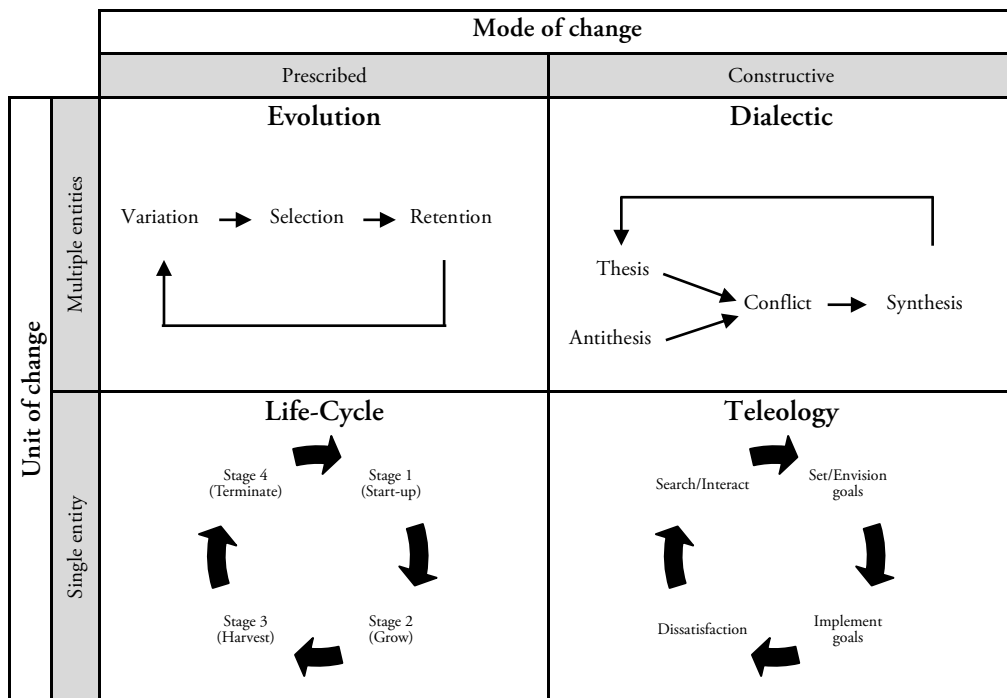 Mode of change
Prescribed
Constructive
Unit of change
Multiple entities
Evolution
Variation
Selection
Retention
Dialectic
Thesis
Antithesis
Conflict
Synthesis
Single entity
Life-Cycle
Stage 4
(Terminate)
Stage 1
(Start-up)
Stage 3
(Harvest)
Stage 2
(Grow)
Teleology
Search/Interact
Set/Envision
goals
Dissatisfaction
Implement
goals